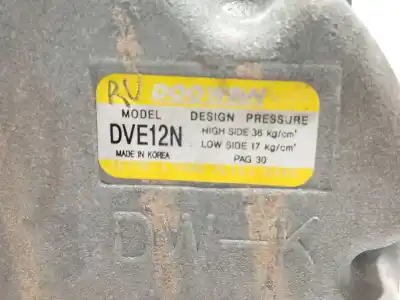 RV DOOWON
MODEL DESIGN PRESSURE
DVE12N HIGH SIDE 36 kg/cm²
LOW SIDE 17 kg/cm²
MADE IN KOREA PAG 30
DW-K